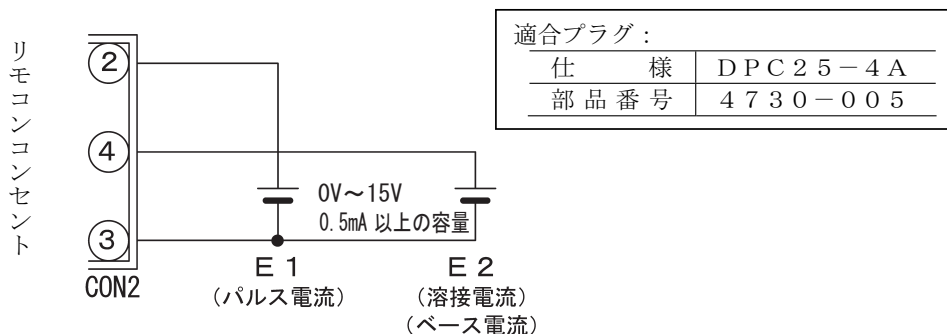 リモコンコンセント
②
④
③
CON2
0V～15V
0.5mA 以上の容量
E 1
（パルス電流）
E 2
（溶接電流）
（ベース電流）
適合プラグ：
仕　　様　ＤＰＣ２５－４Ａ
部品番号　４７３０－００５